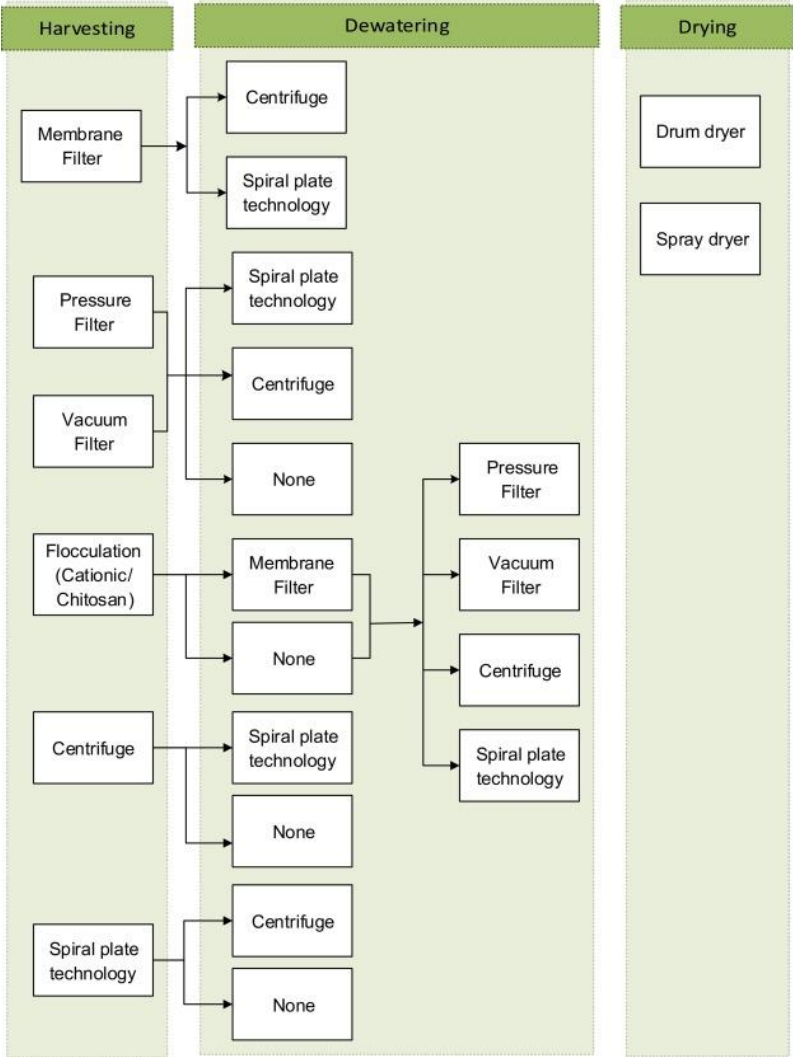 Harvesting
Dewatering
Drying
Membrane
Filter
Centrifuge
Spiral plate
technology
Drum dryer
Spray dryer
Pressure
Filter
Vacuum
Filter
Spiral plate
technology
Centrifuge
None
Flocculation
(Cationic/
Chitosan)
Membrane
Filter
None
Pressure
Filter
Vacuum
Filter
Centrifuge
Spiral plate
technology
Centrifuge
Spiral plate
technology
None
Spiral plate
technology
Centrifuge
None